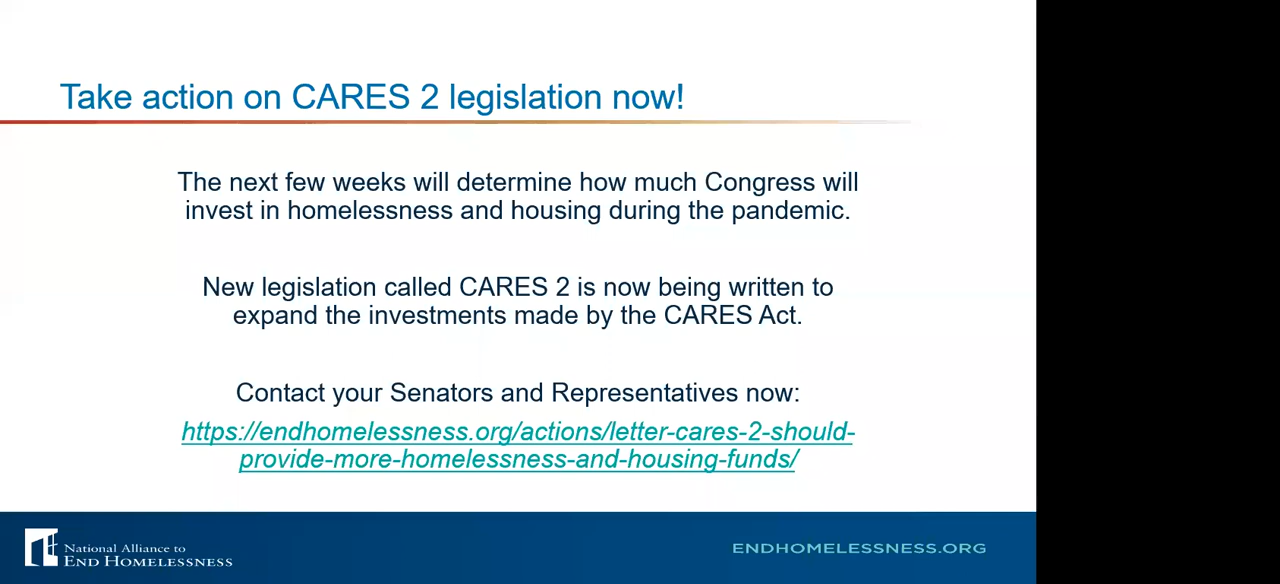 Take action on CARES 2 legislation now!
The next few weeks will determine how much Congress will
invest in homelessness and housing during the pandemic.
New legislation called CARES 2 is now being written to
expand the investments made by the CARES Act.
Contact your Senators and Representatives now:
https://endhomelessness.org/actions/letter-cares-2-should-
provide-more-homelessness-and-housing-funds/
National Alliance to
END HOMELESSNESS
ENDHOMELESSNESS.ORG